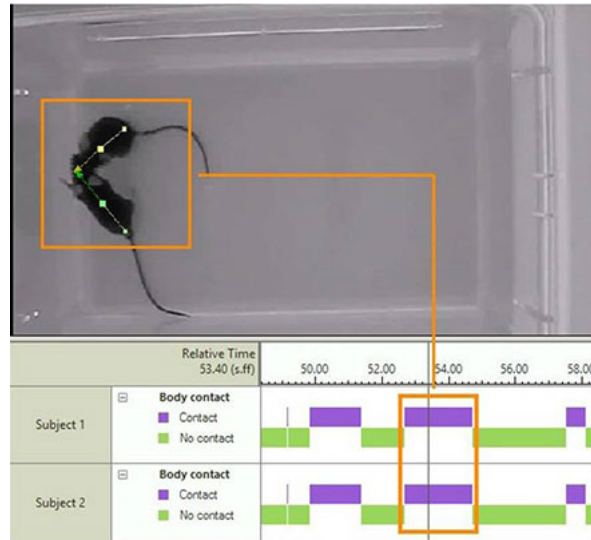 Relative Time
53.40 (s.ff)
50.00 52.00 54.00 56.00 58.0
Subject 1
Body contact
Contact
No contact
Subject 2
Body contact
Contact
No contact